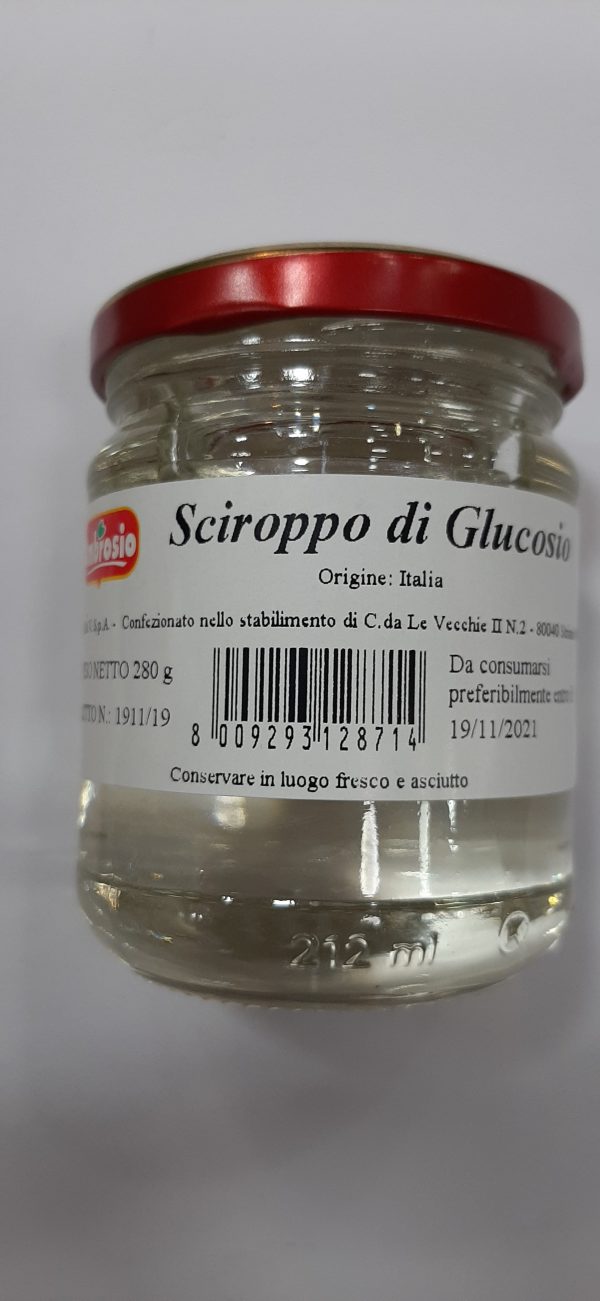 Sciroppo di Glucosio
Origine: Italia
S.p.A. - Confezionato nello stabilimento di C.da Le Vecchie II N.2 - 80040
NETTO 280 g
N.: 1911/19
8 009293 128714
Da consumarsi
preferibilmente
19/11/2021
Conservare in luogo fresco e asciutto
212 ml